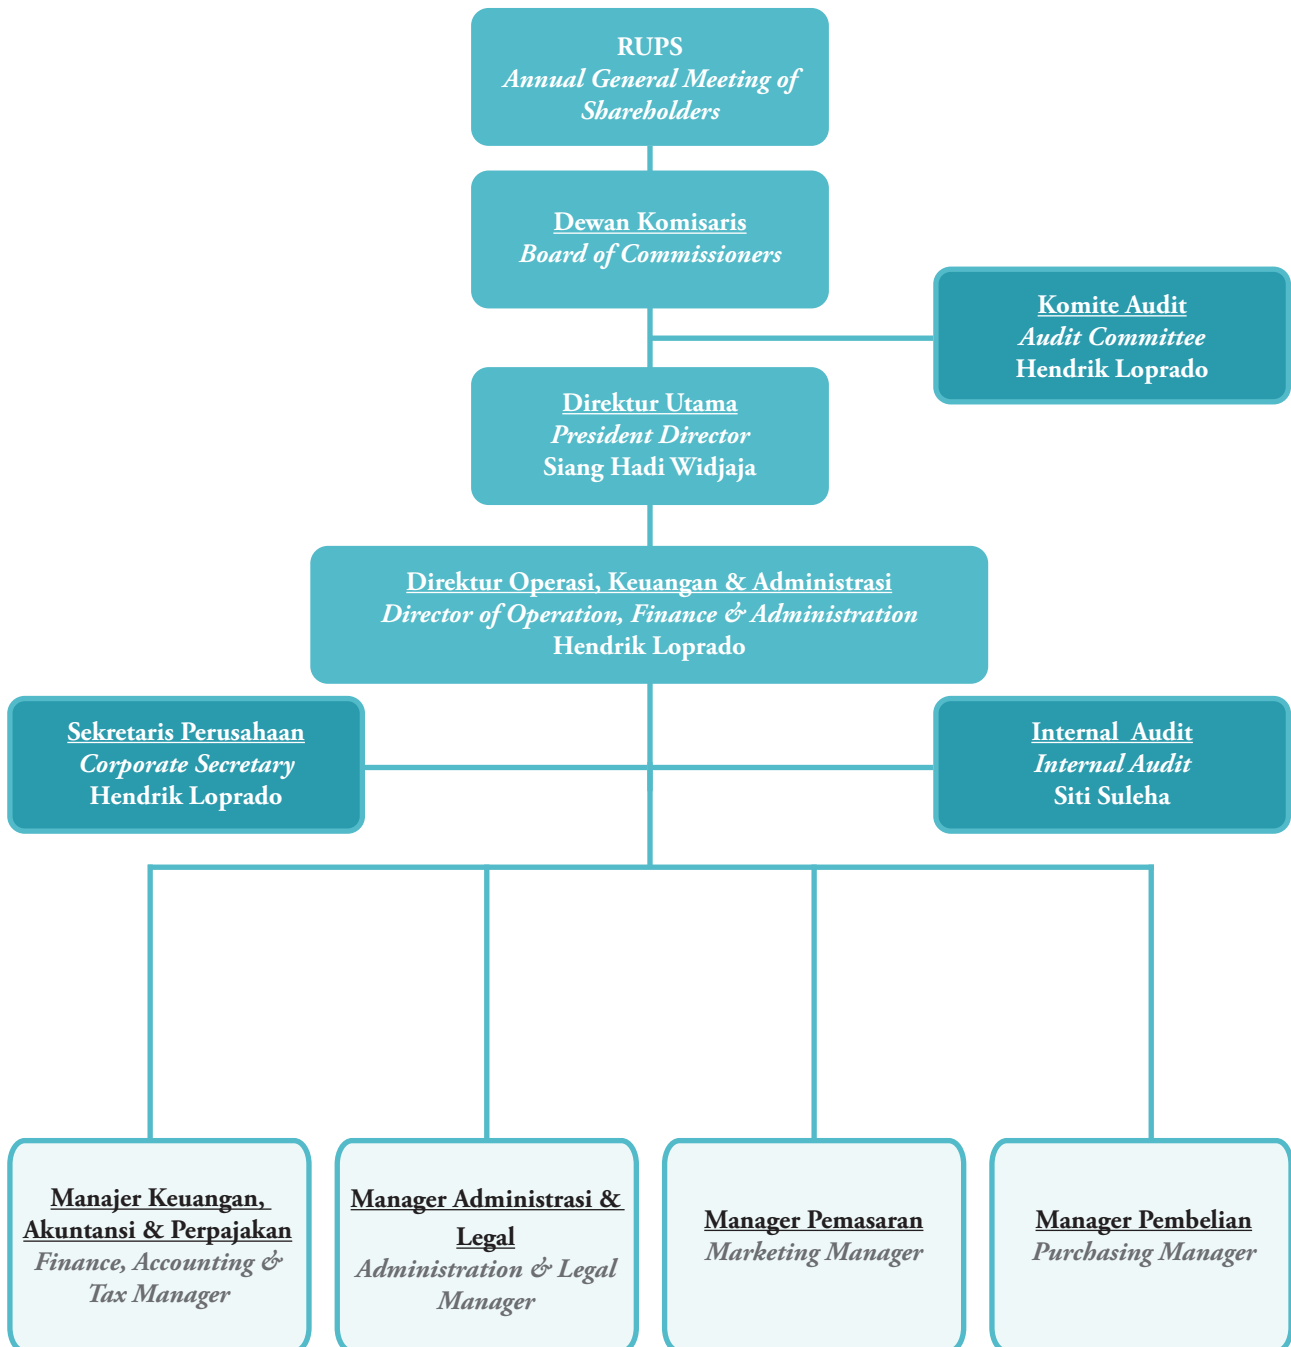 RUPS
Annual General Meeting of
Shareholders
Dewan Komisaris
Board of Commissioners
Komite Audit
Audit Committee
Hendrik Loprado
Direktur Utama
President Director
Siang Hadi Widjaja
Direktur Operasi, Keuangan & Administrasi
Director of Operation, Finance & Administration
Hendrik Loprado
Sekretaris Perusahaan
Corporate Secretary
Hendrik Loprado
Internal Audit
Internal Audit
Siti Suleha
Manajer Keuangan,
Akuntansi & Perpajakan
Finance, Accounting &
Tax Manager
Manager Administrasi &
Legal
Administration & Legal
Manager
Manager Pemasaran
Marketing Manager
Manager Pembelian
Purchasing Manager